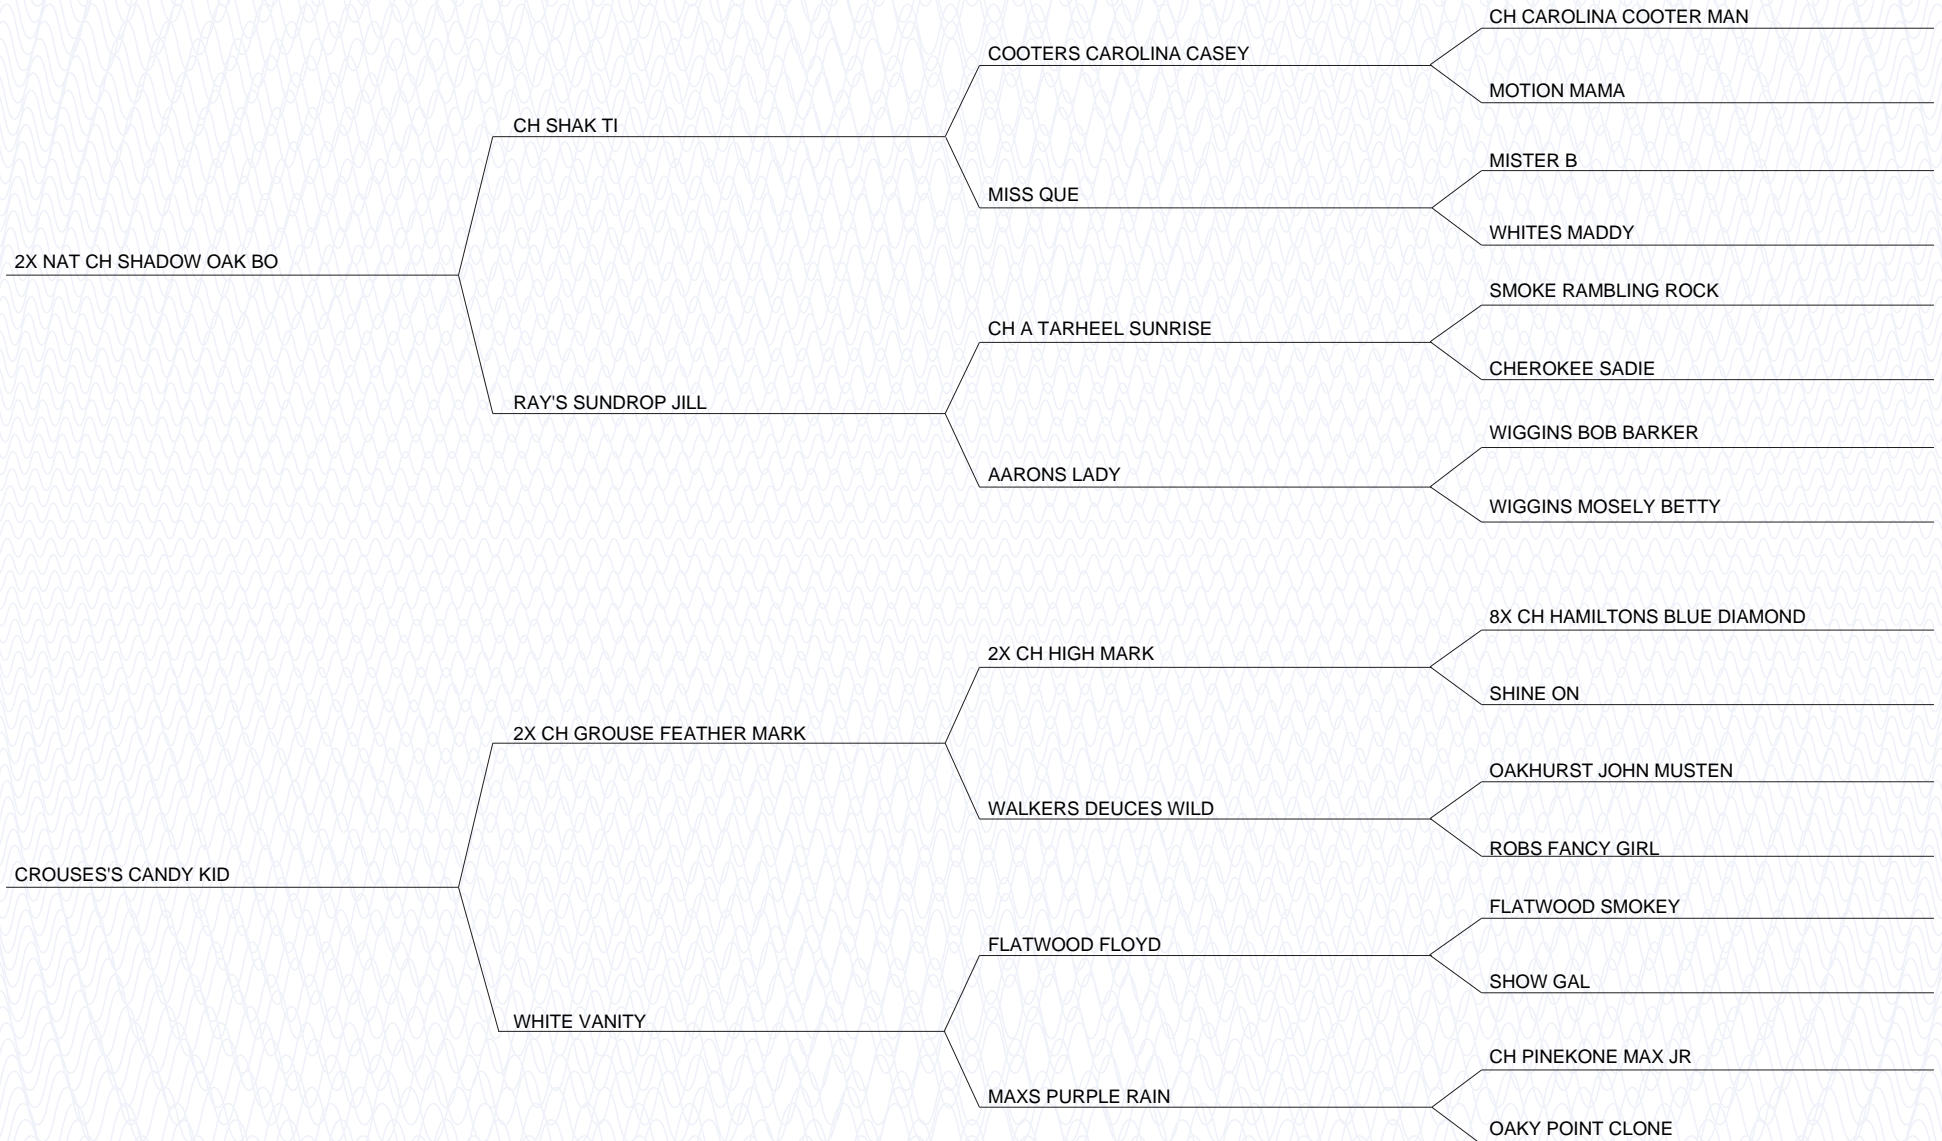 CH CAROLINA COOTER MAN
COOTERS CAROLINA CASEY
MOTION MAMA
CH SHAK TI
MISTER B
MISS QUE
WHITES MADDY
2X NAT CH SHADOW OAK BO
SMOKE RAMBLING ROCK
CH A TARHEEL SUNRISE
CHEROKEE SADIE
RAY'S SUNDROP JILL
WIGGINS BOB BARKER
AARONS LADY
WIGGINS MOSELY BETTY
8X CH HAMILTONS BLUE DIAMOND
2X CH HIGH MARK
SHINE ON
2X CH GROUSE FEATHER MARK
OAKHURST JOHN MUSTEN
WALKERS DEUCES WILD
ROBS FANCY GIRL
CROUSES'S CANDY KID
FLATWOOD SMOKEY
FLATWOOD FLOYD
SHOW GAL
WHITE VANITY
CH PINEKONE MAX JR
MAXS PURPLE RAIN
OAKY POINT CLONE